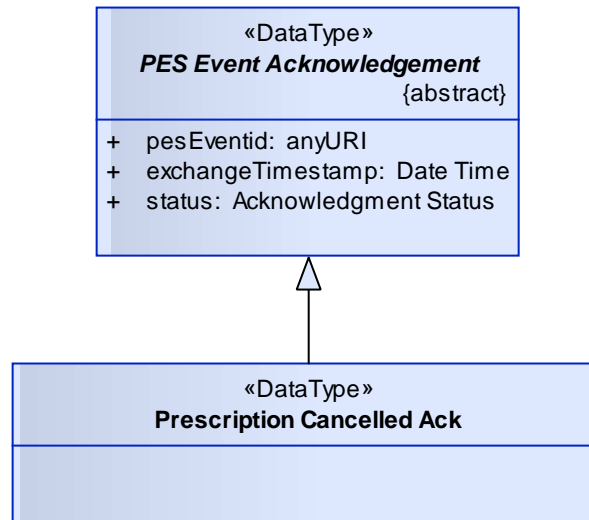 «DataType»
PES Event Acknowledgement
{abstract}
+ pesEventid: anyURI
+ exchangeTimestamp: Date Time
+ status: Acknowledgment Status
«DataType»
Prescription Cancelled Ack